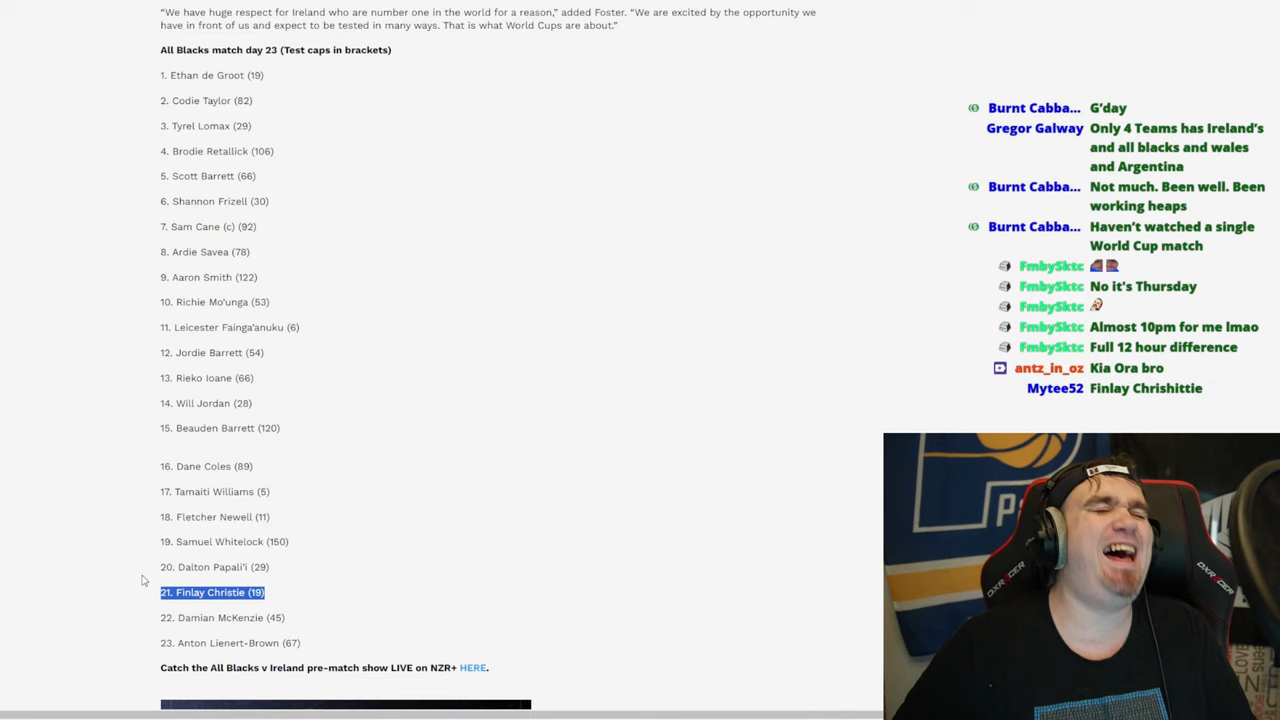 “We have huge respect for Ireland who are number one in the world for a reason,” added Foster. “We are excited by the opportunity we
have in front of us and expect to be tested in many ways. That is what World Cups are about.”
All Blacks match day 23 (Test caps in brackets)
1. Ethan de Groot (19)
2. Codie Taylor (82)
3. Tyrel Lomax (29)
4. Brodie Retallick (106)
5. Scott Barrett (66)
6. Shannon Frizell (30)
7. Sam Cane (c) (92)
8. Ardie Savea (78)
9. Aaron Smith (122)
10. Richie Mo'unga (53)
11. Leicester Fainga'anuku (6)
12. Jordie Barrett (54)
13. Rieko Ioane (66)
14. Will Jordan (28)
15. Beauden Barrett (120)
16. Dane Coles (89)
17. Tamaiti Williams (5)
18. Fletcher Newell (11)
19. Samuel Whitelock (150)
20. Dalton Papali'i (29)
21. Finlay Christie (19)
22. Damian McKenzie (45)
23. Anton Lienert-Brown (67)
Catch the All Blacks v Ireland pre-match show LIVE on NZR+ HERE.
Burnt Cabba... G'day
Gregor Galway Only 4 Teams has Ireland's
and all blacks and wales
and Argentina
Burnt Cabba... Not much. Been well. Been
working heaps
Burnt Cabba... Haven't watched a single
World Cup match
FmbySktc
FmbySktc No it's Thursday
FmbySktc
FmbySktc Almost 10pm for me lmao
FmbySktc Full 12 hour difference
antz_in_oz Kia Ora bro
Mytee52 Finlay Chrishittie
DXRACER
DXRACER